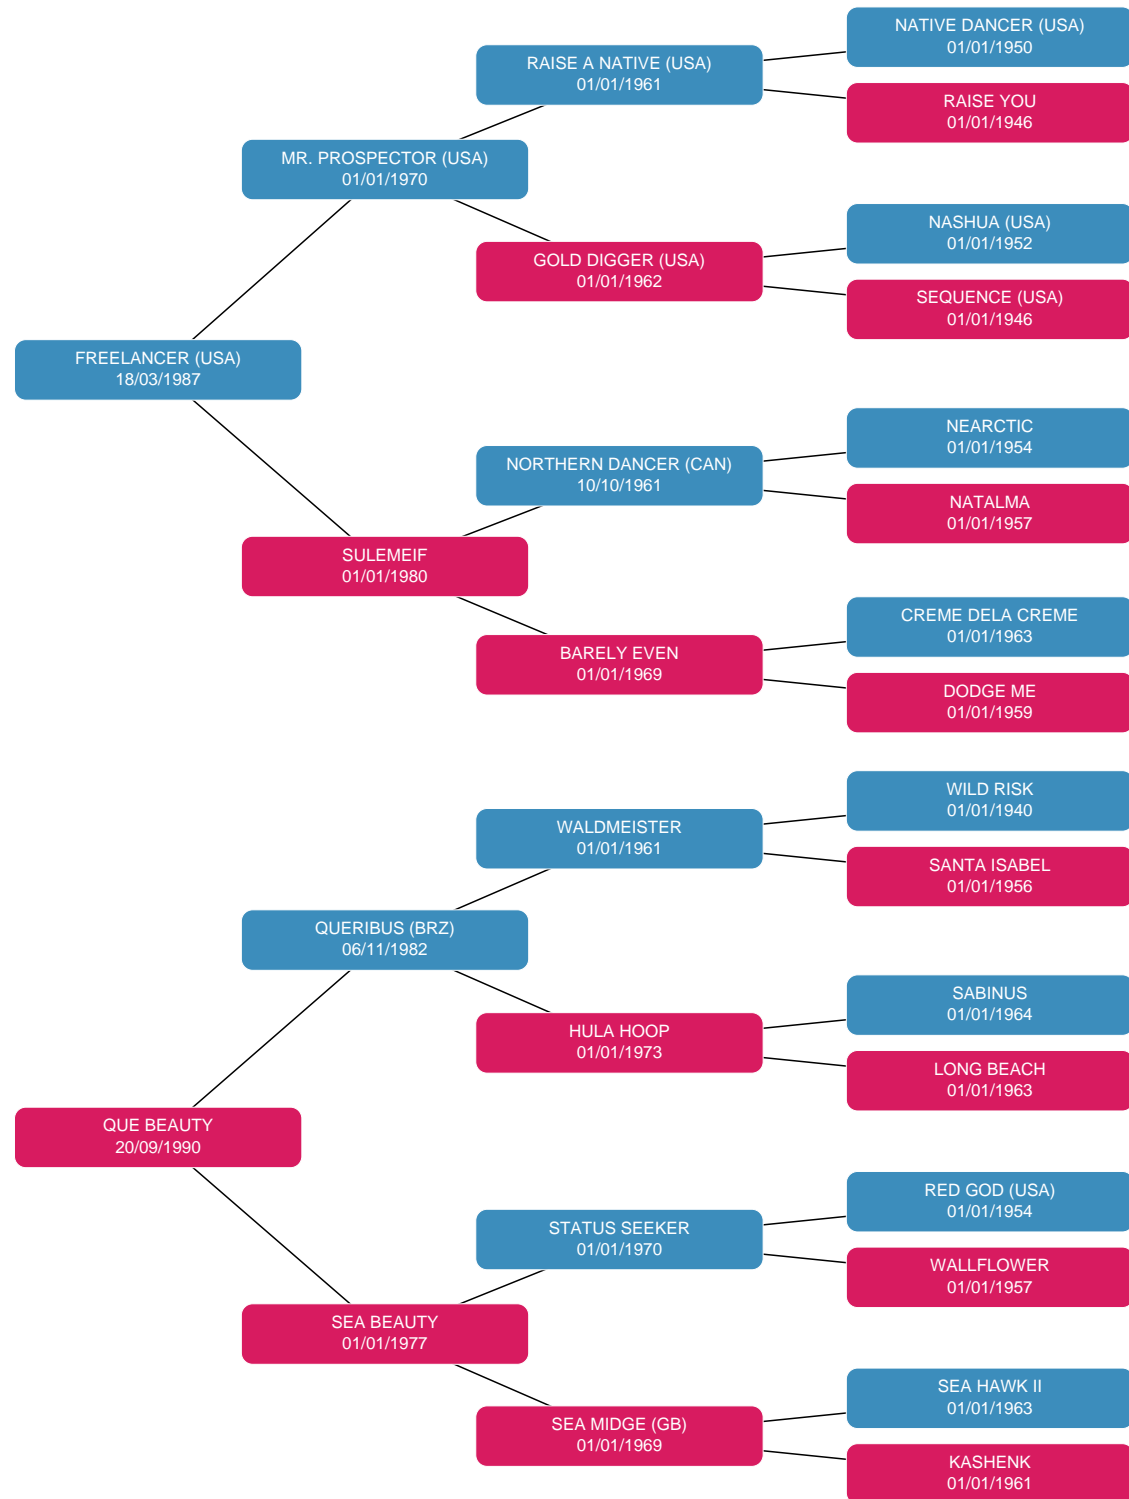 NATIVE DANCER (USA)
01/01/1950
RAISE A NATIVE (USA)
01/01/1961
RAISE YOU
01/01/1946
MR. PROSPECTOR (USA)
01/01/1970
NASHUA (USA)
01/01/1952
GOLD DIGGER (USA)
01/01/1962
SEQUENCE (USA)
01/01/1946
FREELANCER (USA)
18/03/1987
NEARCTIC
01/01/1954
NORTHERN DANCER (CAN)
10/10/1961
NATALMA
01/01/1957
SULEMEIF
01/01/1980
CREME DELA CREME
01/01/1963
BARELY EVEN
01/01/1969
DODGE ME
01/01/1959
WILD RISK
01/01/1940
WALDMEISTER
01/01/1961
SANTA ISABEL
01/01/1956
QUERIBUS (BRZ)
06/11/1982
SABINUS
01/01/1964
HULA HOOP
01/01/1973
LONG BEACH
01/01/1963
QUE BEAUTY
20/09/1990
RED GOD (USA)
01/01/1954
STATUS SEEKER
01/01/1970
WALLFLOWER
01/01/1957
SEA BEAUTY
01/01/1977
SEA HAWK II
01/01/1963
SEA MIDGE (GB)
01/01/1969
KASHENK
01/01/1961